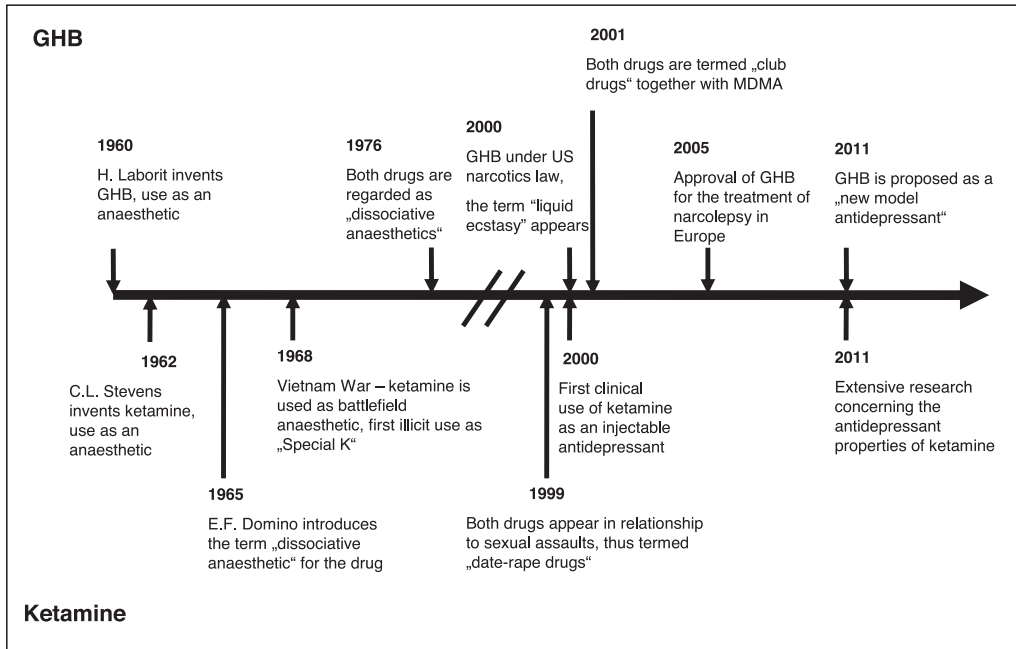 GHB
2001
Both drugs are termed „club
drugs“ together with MDMA
1960
H. Laborit invents
GHB, use as an
anaesthetic
1976
Both drugs are
regarded as
„dissociative
anaesthetics“
2000
GHB under US
narcotics law,
the term “liquid
ecstasy” appears
2005
Approval of GHB
for the treatment of
narcolepsy in
Europe
2011
GHB is proposed as a
„new model
antidepressant“
1962
C.L. Stevens
invents ketamine,
use as an
anaesthetic
1965
E.F. Domino introduces
the term „dissociative
anaesthetic“ for the drug
1968
Vietnam War – ketamine is
used as battlefield
anaesthetic, first illicit use as
„Special K“
1999
Both drugs appear in relationship
to sexual assaults, thus termed
„date-rape drugs“
2000
First clinical
use of ketamine
as an injectable
antidepressant
2011
Extensive research
concerning the
antidepressant
properties of ketamine
Ketamine